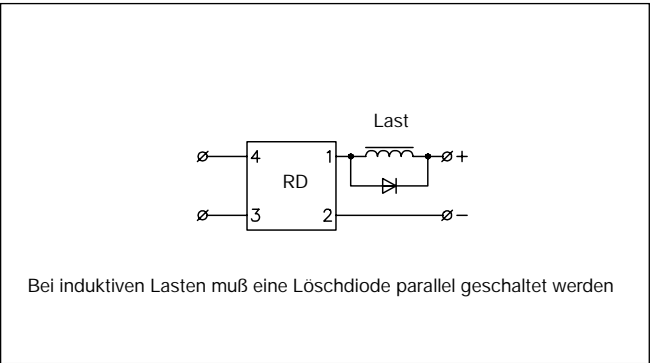 Last
4 1 +
RD
3 2 –
Bei induktiven Lasten muß eine Löschdiode parallel geschaltet werden